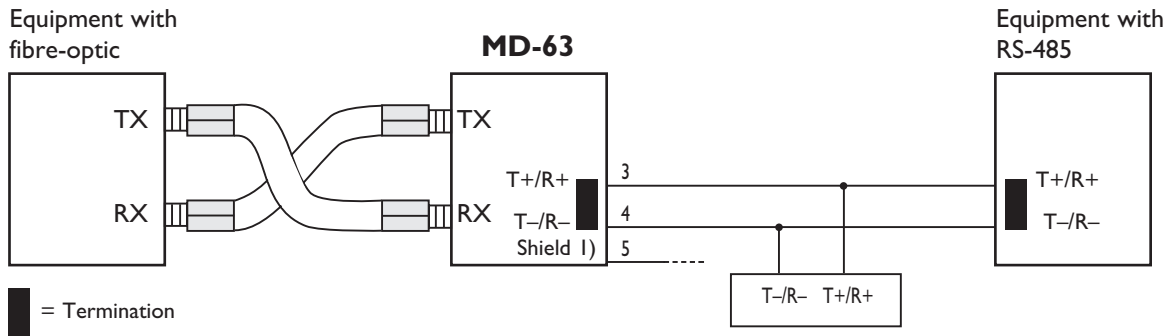 Equipment with
fibre-optic
MD-63
Equipment with
RS-485
TX
TX
RX
RX
T+/R+
T–/R–
Shield 1)
3
4
5
T+/R+
T–/R–
T–/R– T+/R+
= Termination